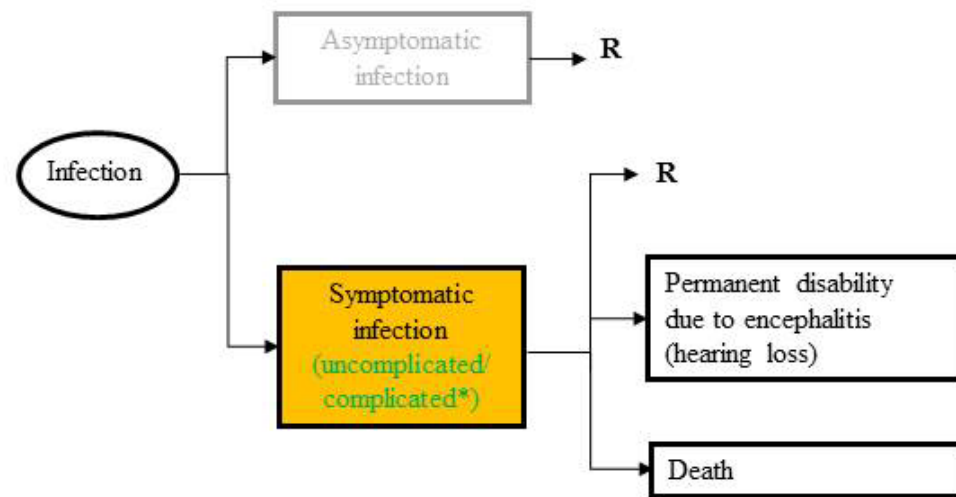 Asymptomatic
infection
R
Infection
R
Symptomatic
infection
(uncomplicated/
complicated*)
Permanent disability
due to encephalitis
(hearing loss)
Death